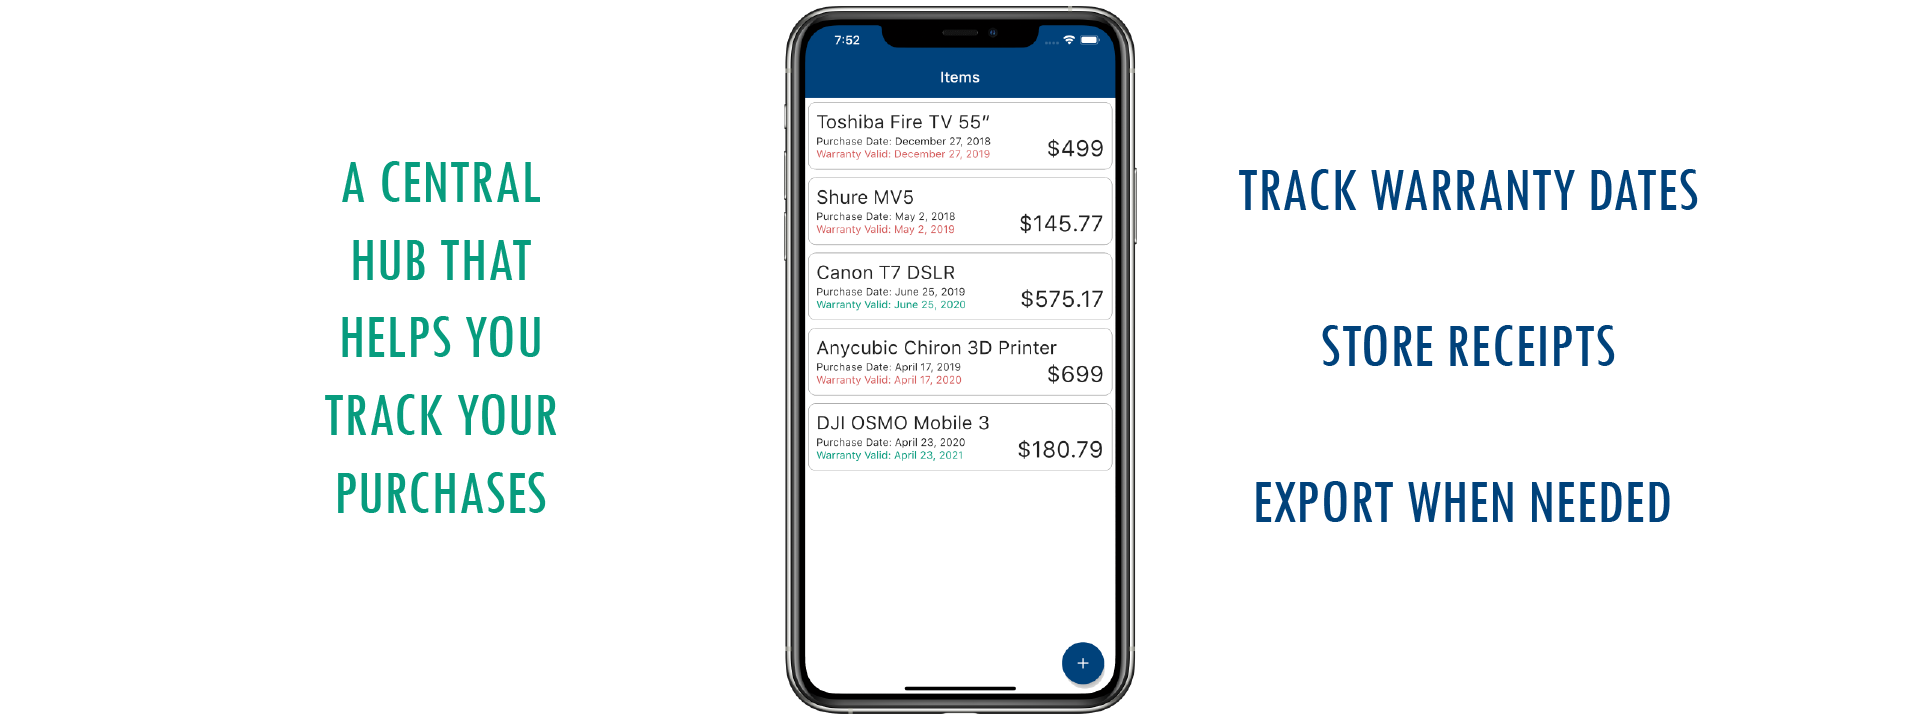 A CENTRAL
HUB THAT
HELPS YOU
TRACK YOUR
PURCHASES
7:52
Items
Toshiba Fire TV 55"
Purchase Date: December 27, 2018
Warranty Valid: December 27, 2019
$499
Shure MV5
Purchase Date: May 2, 2018
Warranty Valid: May 2, 2019
$145.77
Canon T7 DSLR
Purchase Date: June 25, 2019
Warranty Valid: June 25, 2020
$575.17
Anycubic Chiron 3D Printer
Purchase Date: April 17, 2019
Warranty Valid: April 17, 2020
$699
DJI OSMO Mobile 3
Purchase Date: April 23, 2020
Warranty Valid: April 23, 2021
$180.79
+
TRACK WARRANTY DATES
STORE RECEIPTS
EXPORT WHEN NEEDED